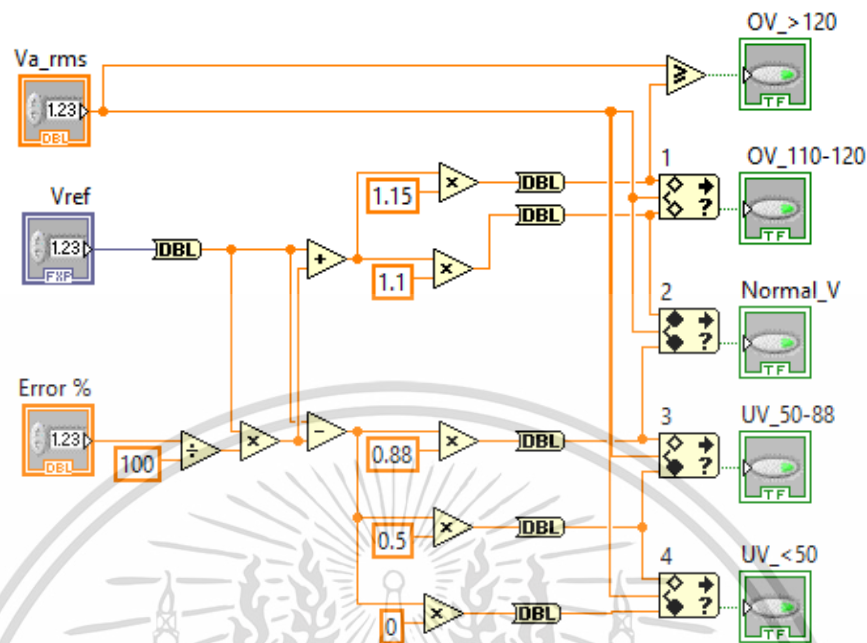 OV_>120
Va_rms
1.23
DBL
≥
TF
1
OV_110-120
1.15
×
DBL
?
TF
Vref
1.23
FXP
DBL
+
1.1
×
DBL
2
Normal_V
?
TF
Error %
1.23
DBL
100
÷
×
−
0.88
×
DBL
3
UV_50-88
?
TF
0.5
×
DBL
4
UV_<50
?
TF
0
×
DBL